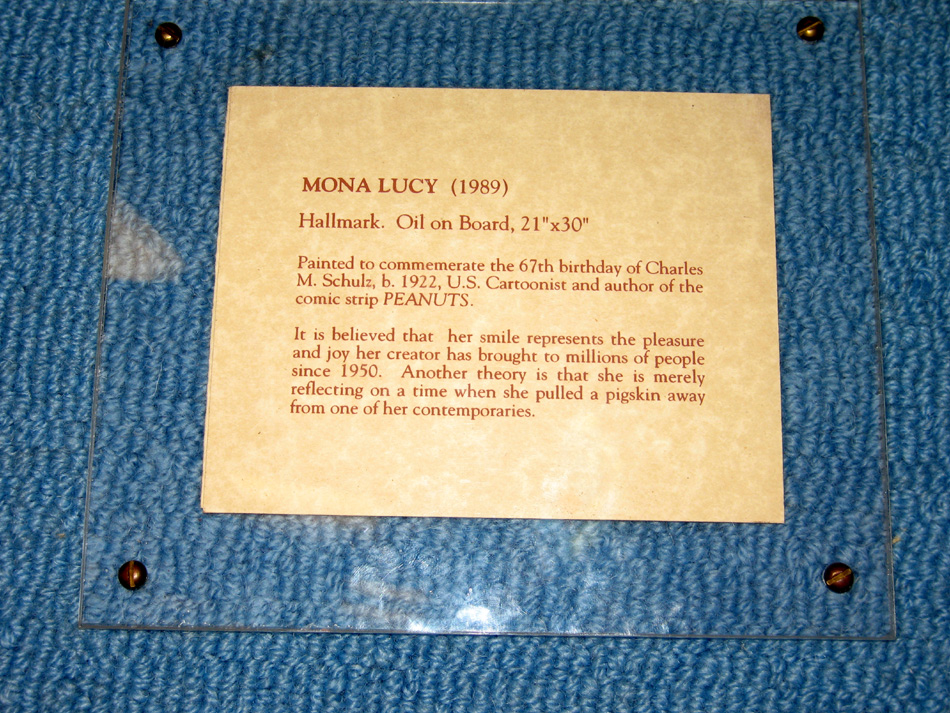 MONA LUCY (1989)
Hallmark. Oil on Board, 21"x30"
Painted to commemerate the 67th birthday of Charles
M. Schulz, b. 1922, U.S. Cartoonist and author of the
comic strip PEANUTS.
It is believed that her smile represents the pleasure
and joy her creator has brought to millions of people
since 1950. Another theory is that she is merely
reflecting on a time when she pulled a pigskin away
from one of her contemporaries.